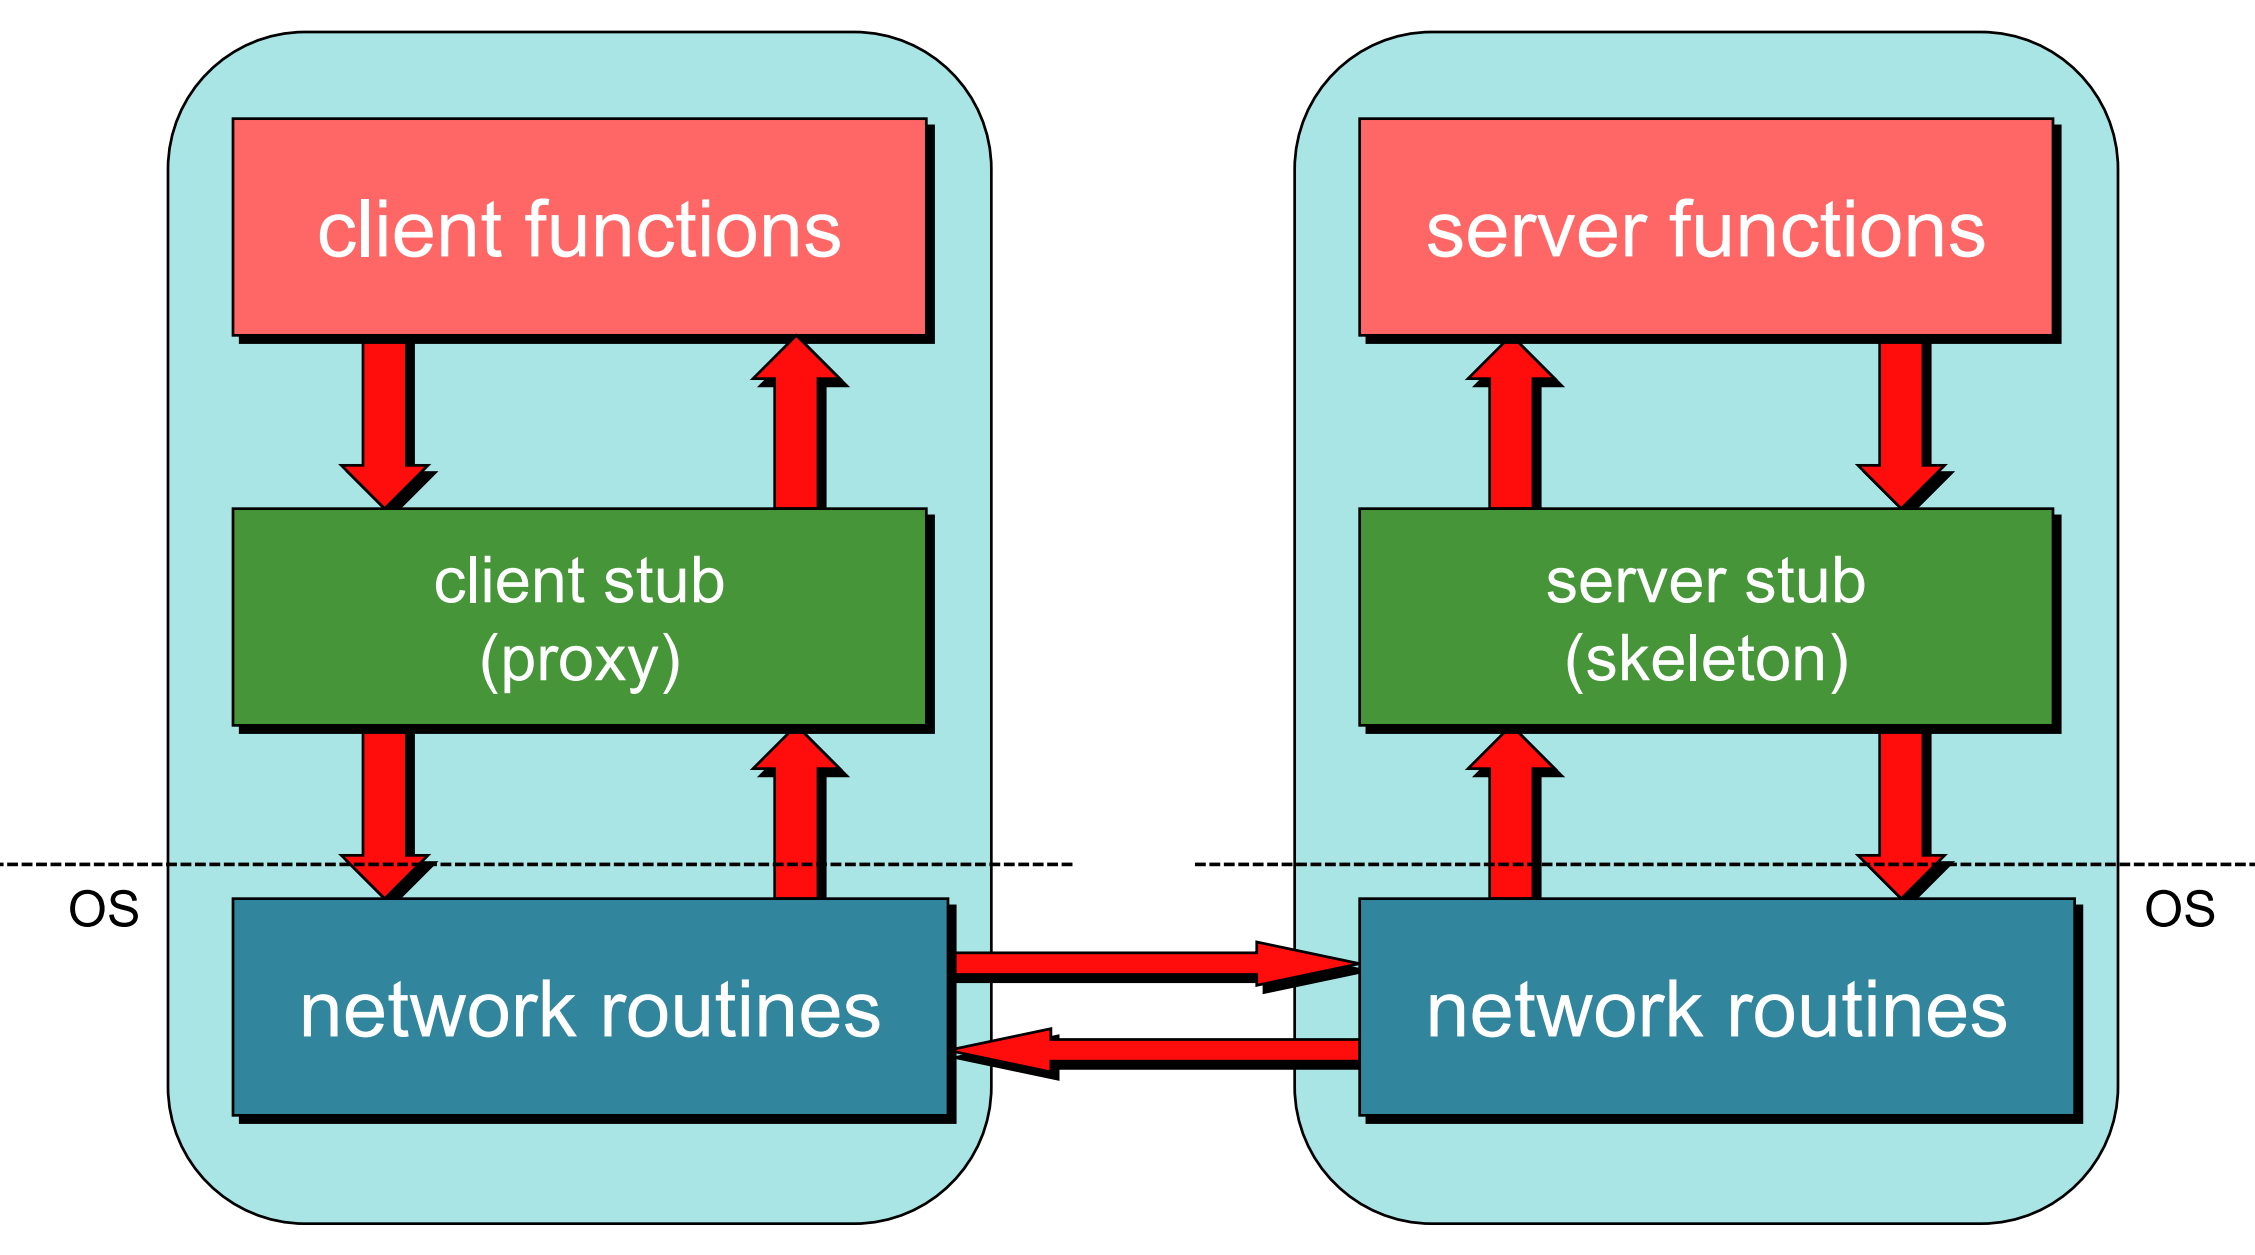 client functions
server functions
client stub
(proxy)
server stub
(skeleton)
OS
OS
network routines
network routines